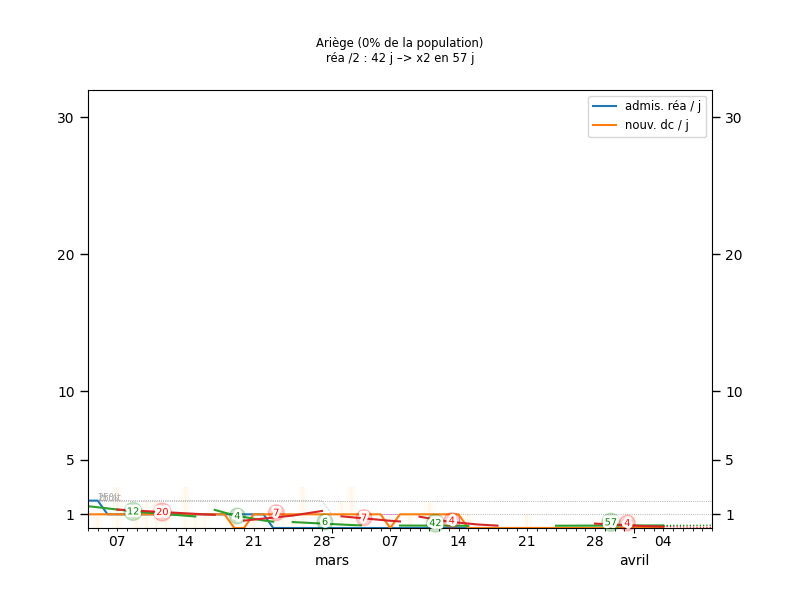 Ariège (0% de la population)
réa /2 : 42 j –> x2 en 57 j
admis. réa / j
nouv. dc / j
30 30
20 20
10 10
5 5
1 1
12 20 4 7 6 7 42 4 57 4
07 14 21 28 07 14 21 28 04
mars avril